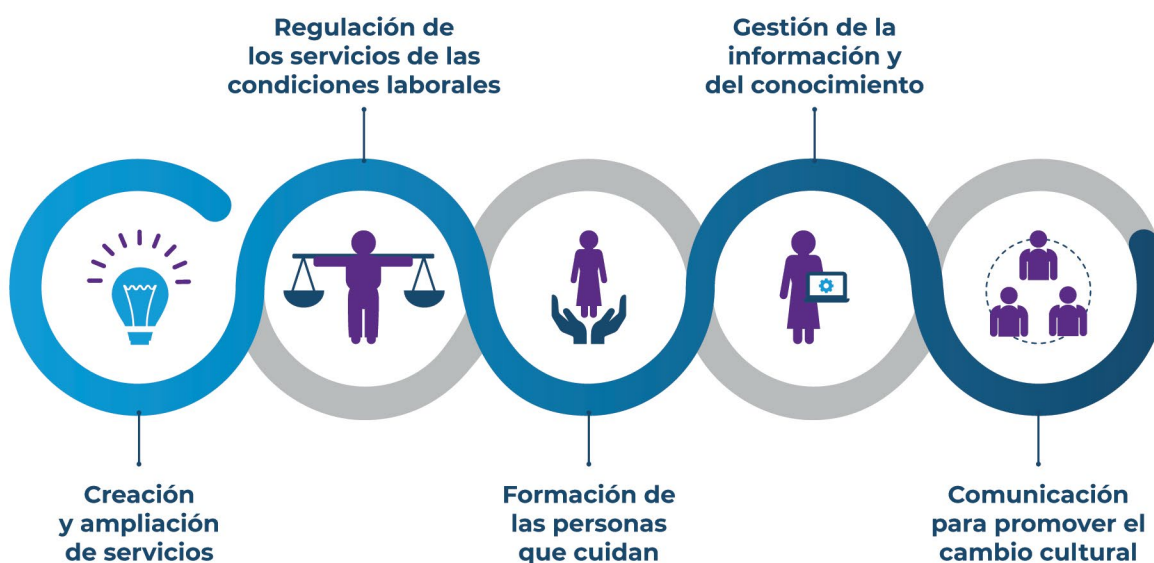 Regulación de
los servicios de las
condiciones laborales
Gestión de la
información y
del conocimiento
Creación
y ampliación
de servicios
Formación de
las personas
que cuidan
Comunicación
para promover el
cambio cultural